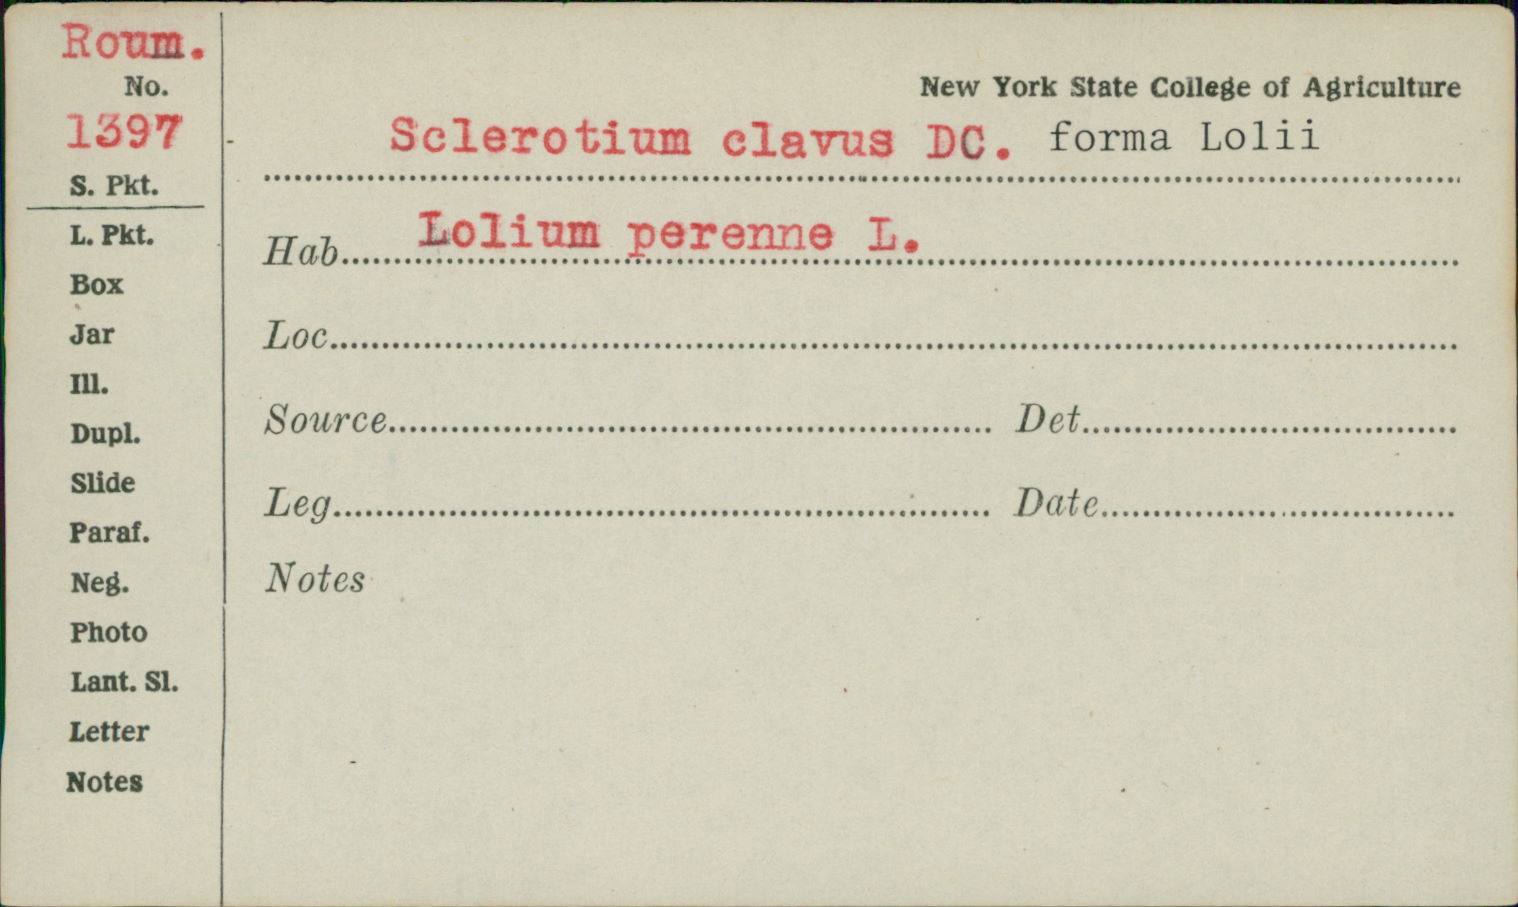 Roum.
No.
1397
S. Pkt.
L. Pkt.
Box
Jar
Ill.
Dupl.
Slide
Paraf.
Neg.
Photo
Lant. Sl.
Letter
Notes
New York State College of Agriculture
Sclerotium clavus DC. forma Lolii
Hab. Lolium perenne L.
Loc.
Source. Det.
Leg. Date.
Notes